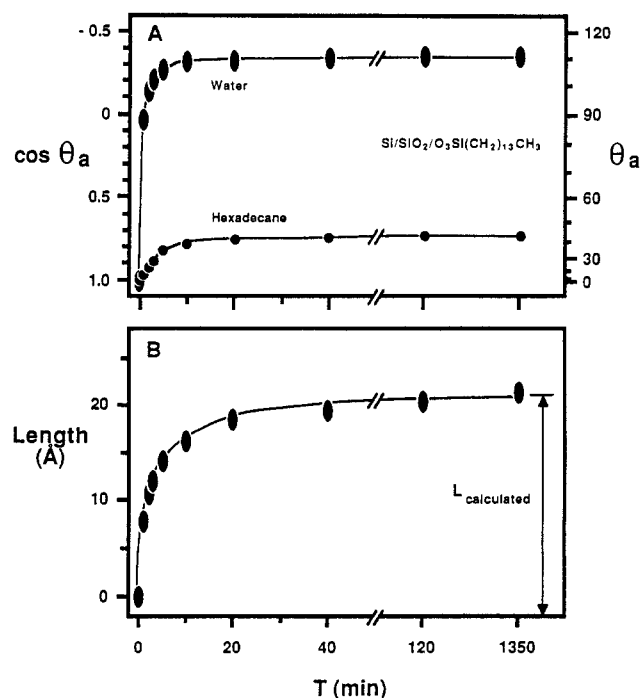 A
- 0.5
0
0.5
1.0
cos θa
Water
Si/SiO2/O3Si(CH2)13CH3
Hexadecane
120
90
60
30
0
θa
B
20
10
0
Length
(Å)
L calculated
0
20
40
120
1350
T (min)